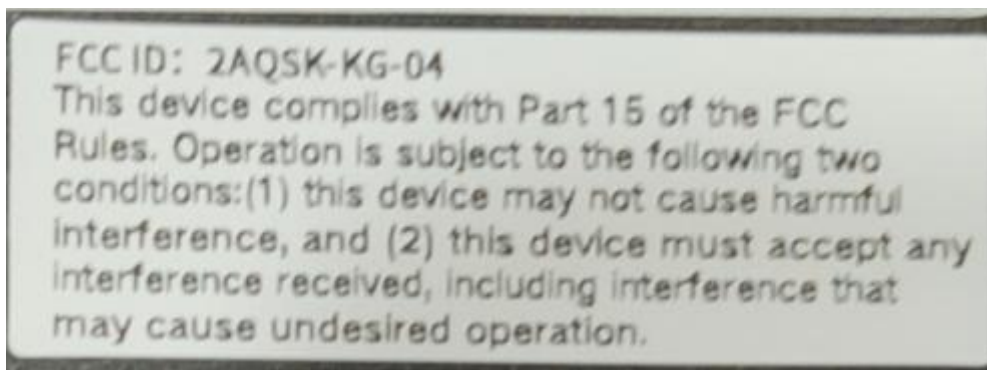 FCC ID: 2AQSK-KG-04
This device complies with Part 15 of the FCC
Rules. Operation is subject to the following two
conditions:(1) this device may not cause harmful
interference, and (2) this device must accept any
interference received, including interference that
may cause undesired operation.